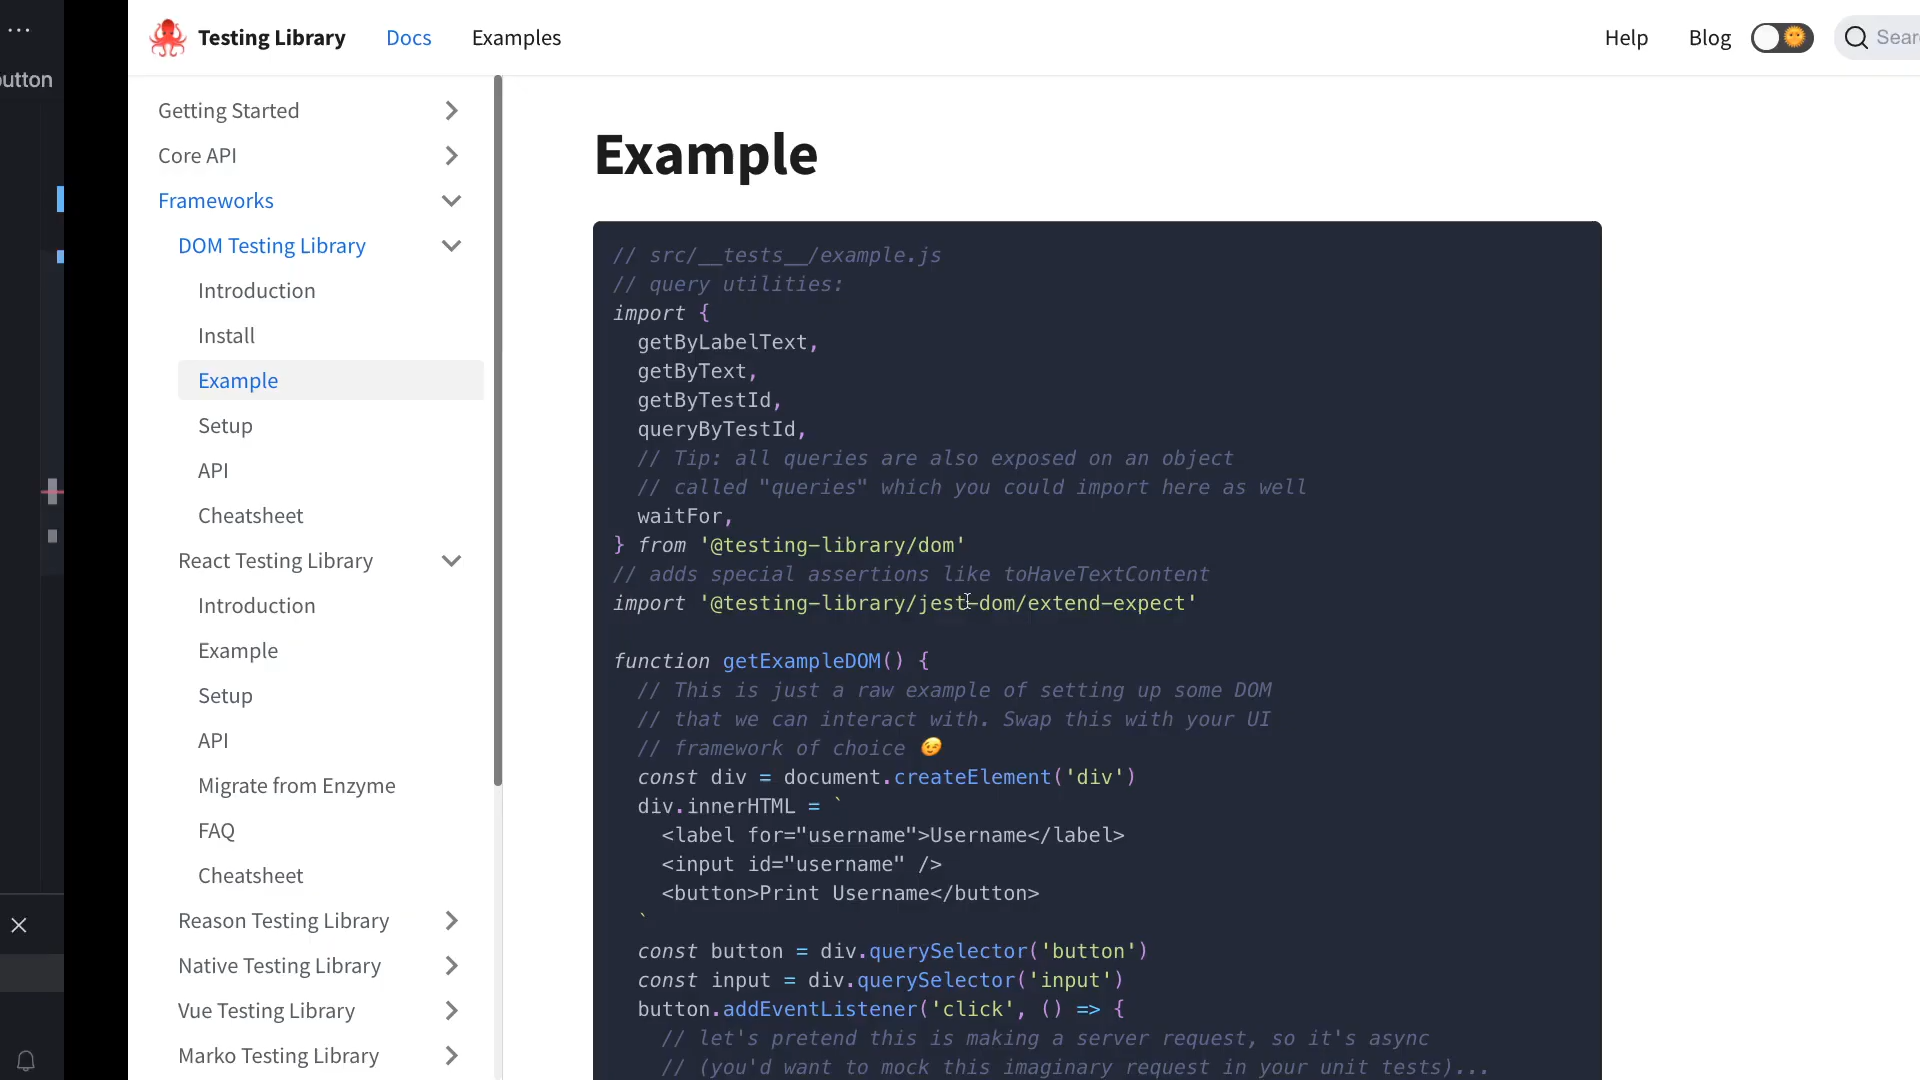 ...
button
Testing Library
Docs
Examples
Help
Blog
Sear
Getting Started
Core API
Frameworks
DOM Testing Library
Introduction
Install
Example
Setup
API
Cheatsheet
React Testing Library
Introduction
Example
Setup
API
Migrate from Enzyme
FAQ
Cheatsheet
Reason Testing Library
Native Testing Library
Vue Testing Library
Marko Testing Library
Example
// src/__tests__/example.js
// query utilities:
import {
getByLabelText,
getByText,
getByTestId,
queryByTestId,
// Tip: all queries are also exposed on an object
// called "queries" which you could import here as well
waitFor,
} from '@testing-library/dom'
// adds special assertions like toHaveTextContent
import '@testing-library/jest-dom/extend-expect'
function getExampleDOM() {
// This is just a raw example of setting up some DOM
// that we can interact with. Swap this with your UI
// framework of choice 😉
const div = document.createElement('div')
div.innerHTML = `
<label for="username">Username</label>
<input id="username" />
<button>Print Username</button>
`
const button = div.querySelector('button')
const input = div.querySelector('input')
button.addEventListener('click', () => {
// let's pretend this is making a server request, so it's async
// (you'd want to mock this imaginary request in your unit tests)...